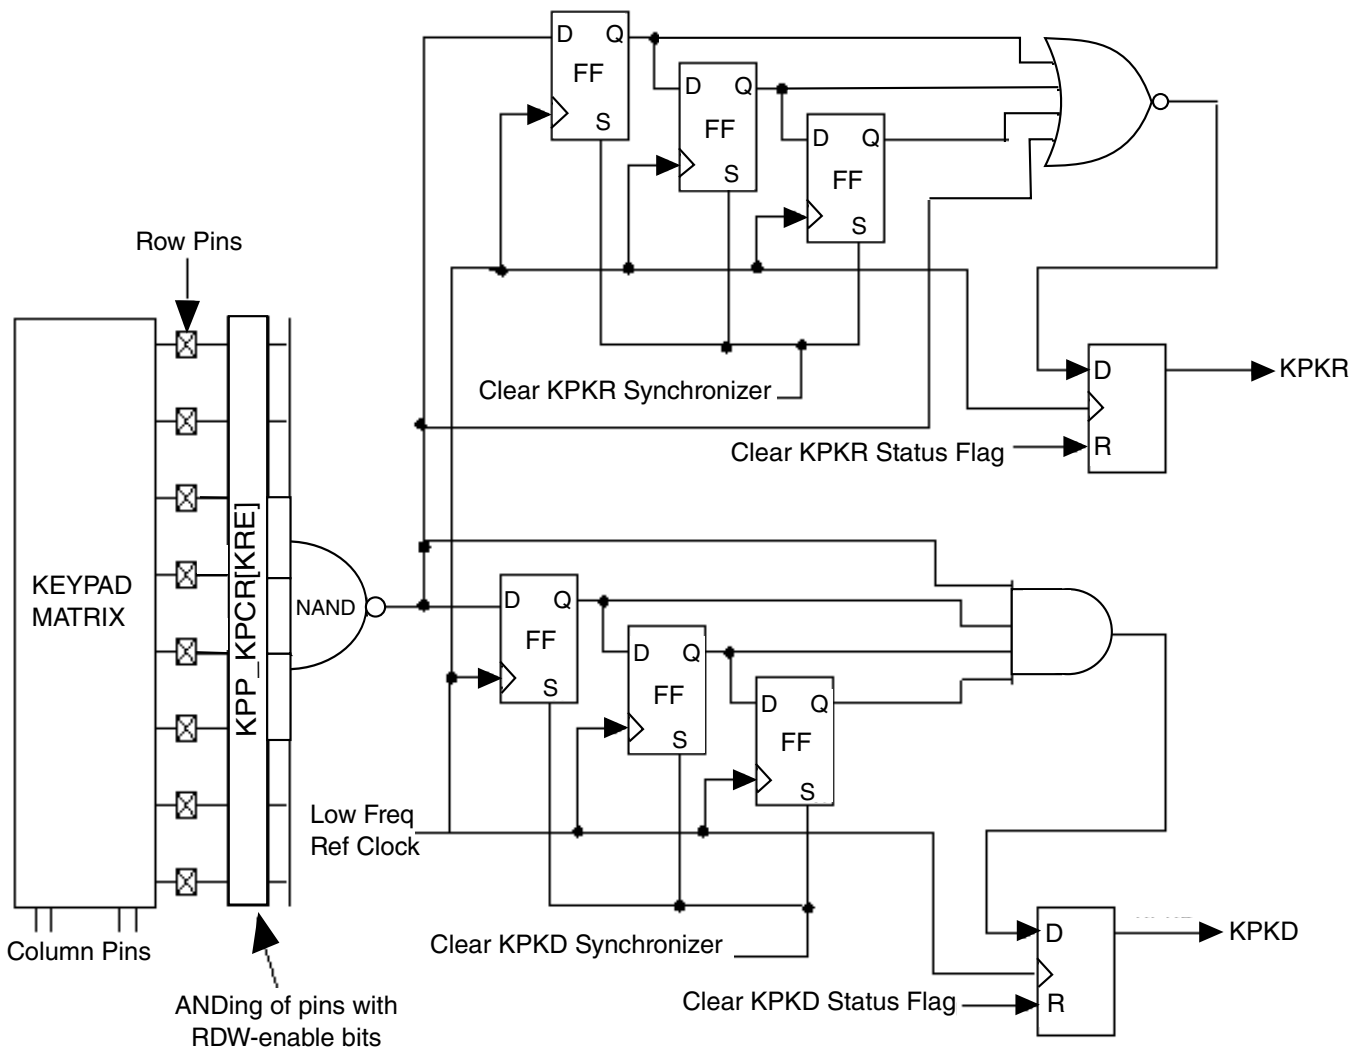 D Q
FF
S
D Q
FF
S
D Q
FF
S
Row Pins
Clear KPKR Synchronizer
D
R
KPKR
Clear KPKR Status Flag
KEYPAD
MATRIX
KPP_KPCR[KRE]
NAND
D Q
FF
S
D Q
FF
S
D Q
FF
S
Low Freq
Ref Clock
Column Pins
Clear KPKD Synchronizer
D
R
KPKD
Clear KPKD Status Flag
ANDing of pins with
RDW-enable bits